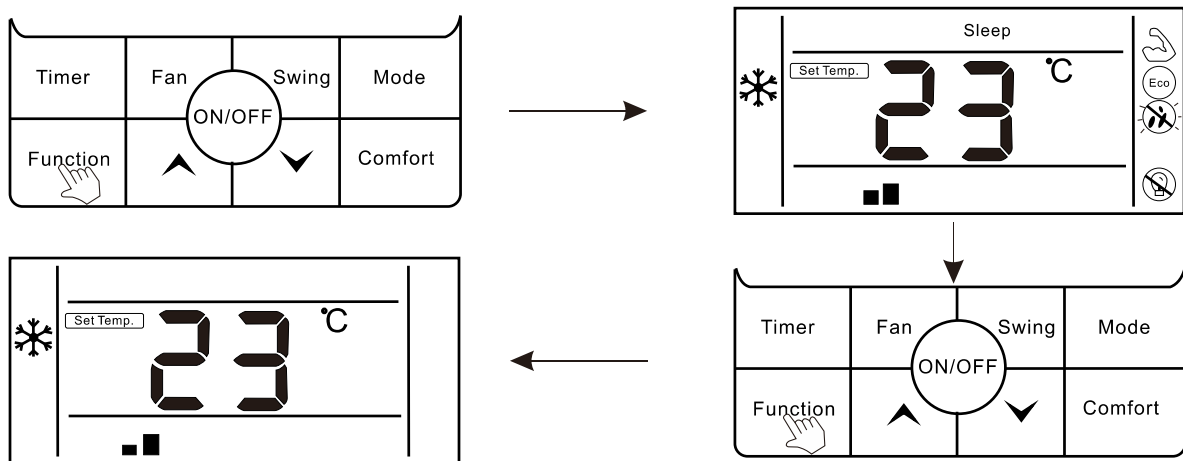 Timer Fan Swing Mode
ON/OFF
Function Comfort
Sleep
Set Temp. 23 °C
Eco
Set Temp. 23 °C
Timer Fan Swing Mode
ON/OFF
Function Comfort